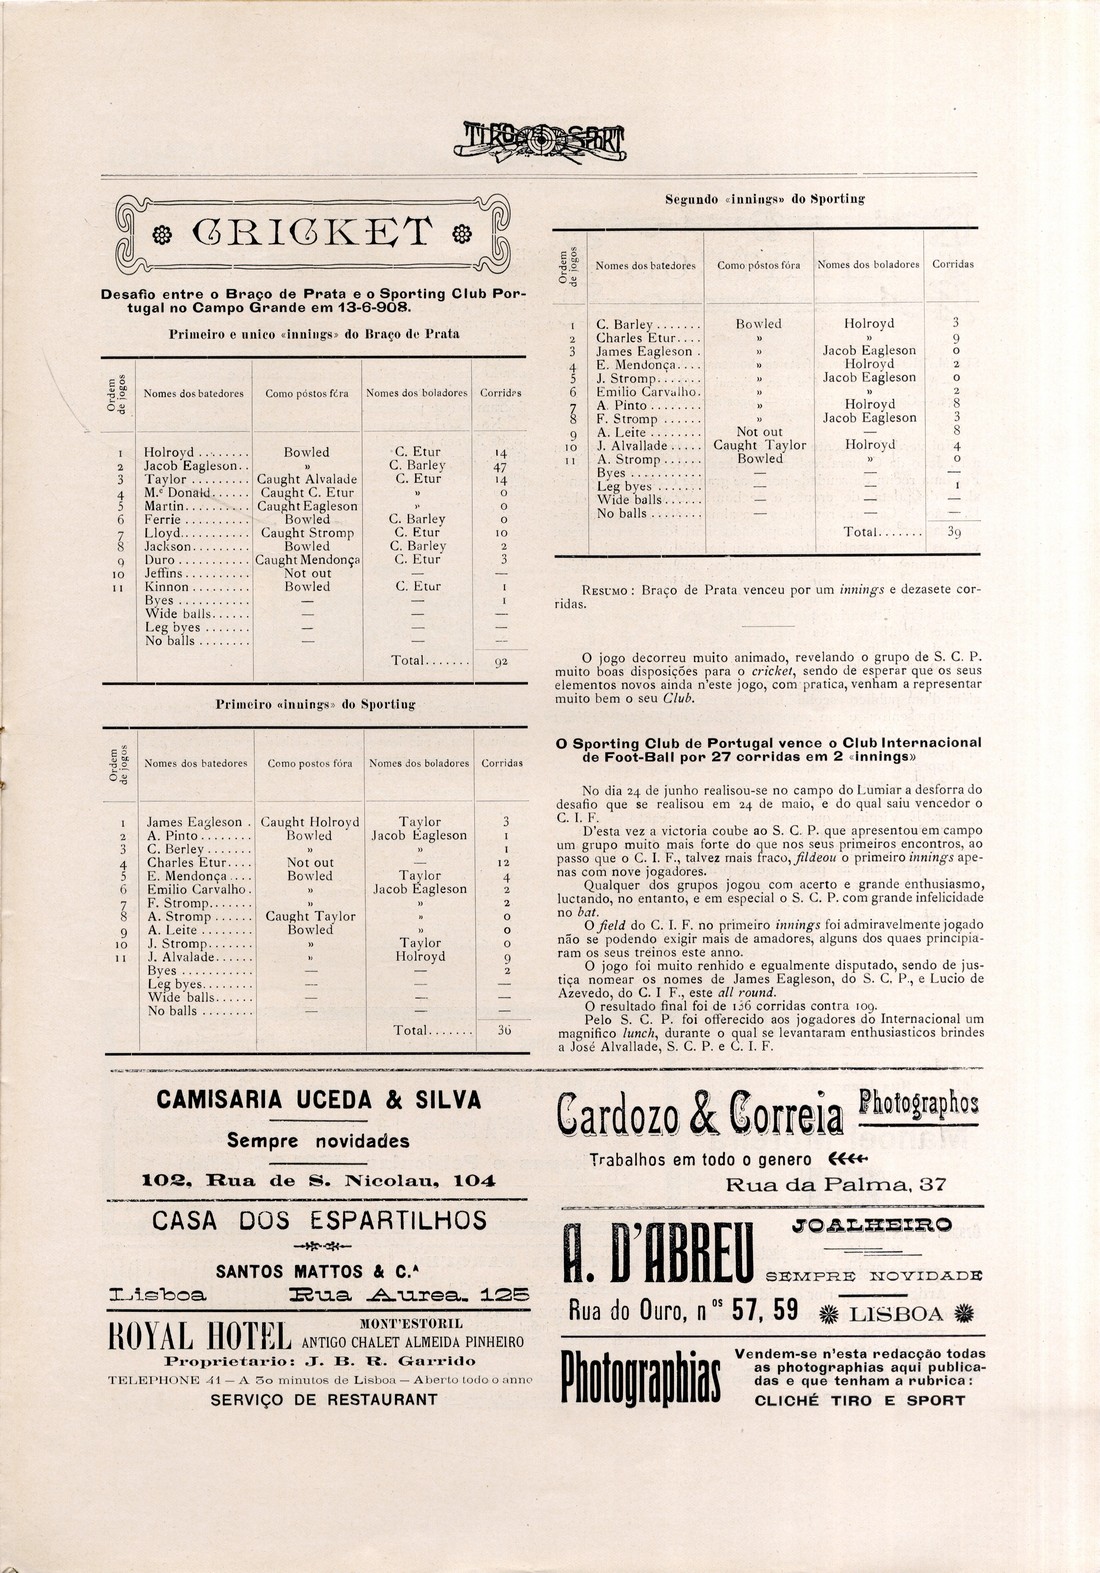 TIRO E SPORT
CRICKET
Desafio entre o Braço de Prata e o Sporting Club Por-
tugal no Campo Grande em 13-6-908.
Primeiro e unico «innings» do Braço de Prata
Ordem de jogos Nomes dos batedores Como póstos fóra Nomes dos boladores Corridas
1 Holroyd ........ Bowled C. Etur 14
2 Jacob Eagleson.. » C. Barley 47
3 Taylor ......... Caught Alvalade C. Etur 14
4 M.c Donald...... Caught C. Etur » 0
5 Martin.......... Caught Eagleson » 0
6 Ferrie .......... Bowled C. Barley 0
7 Lloyd........... Caught Stromp C. Etur 10
8 Jackson......... Bowled C. Barley 2
9 Duro ........... Caught Mendonça C. Etur 3
10 Jeffins.......... Not out — —
11 Kinnon ......... Bowled C. Etur 1
Byes ........... — — 1
Wide balls...... — — —
Leg byes ....... — — —
No balls ........ — — —
Total....... 92
Primeiro «innings» do Sporting
Ordem de jogos Nomes dos batedores Como postos fóra Nomes dos boladores Corridas
1 James Eagleson . Caught Holroyd Taylor 3
2 A. Pinto ........ Bowled Jacob Eagleson 1
3 C. Berley ....... » » 1
4 Charles Etur.... Not out — 12
5 E. Mendonça .... Bowled Taylor 4
6 Emilio Carvalho. » Jacob Eagleson 2
7 F. Stromp....... » » 2
8 A. Stromp ...... Caught Taylor » 0
9 A. Leite ........ Bowled » 0
10 J. Stromp....... » Taylor 0
11 J. Alvalade...... » Holroyd 9
Byes ........... — — 2
Leg byes........ — — —
Wide balls...... — — —
No balls ........ — — —
Total....... 36
Segundo «innings» do Sporting
Ordem de jogos Nomes dos batedores Como póstos fóra Nomes dos boladores Corridas
1 C. Barley ....... Bowled Holroyd 3
2 Charles Etur.... » » 9
3 James Eagleson . » Jacob Eagleson 0
4 E. Mendonça.... » Holroyd 2
5 J. Stromp....... » Jacob Eagleson 0
6 Emilio Carvalho. » » 2
7 A. Pinto ........ » Holroyd 8
8 F. Stromp ...... » Jacob Eagleson 3
9 A. Leite ........ Not out — 8
10 J. Alvallade ..... Caught Taylor Holroyd 4
11 A. Stromp ...... Bowled » 0
Byes ........... — — —
Leg byes ....... — — 1
Wide balls ...... — — —
No balls ........ — — —
Total....... 39
RESUMO: Braço de Prata venceu por um innings e dezasete cor-
ridas.
O jogo decorreu muito animado, revelando o grupo de S. C. P.
muito boas disposições para o cricket, sendo de esperar que os seus
elementos novos ainda n'este jogo, com pratica, venham a representar
muito bem o seu Club.
O Sporting Club de Portugal vence o Club Internacional
de Foot-Ball por 27 corridas em 2 «innings»
No dia 24 de junho realisou-se no campo do Lumiar a desforra do
desafio que se realisou em 24 de maio, e do qual saiu vencedor o
C. I. F.
D'esta vez a victoria coube ao S. C. P. que apresentou em campo
um grupo muito mais forte do que nos seus primeiros encontros, ao
passo que o C. I. F., talvez mais fraco, fildeou o primeiro innings ape-
nas com nove jogadores.
Qualquer dos grupos jogou com acerto e grande enthusiasmo,
luctando, no entanto, e em especial o S. C. P. com grande infelicidade
no bat.
O field do C. I. F. no primeiro innings foi admiravelmente jogado
não se podendo exigir mais de amadores, alguns dos quaes principia-
ram os seus treinos este anno.
O jogo foi muito renhido e egualmente disputado, sendo de jus-
tiça nomear os nomes de James Eagleson, do S. C. P., e Lucio de
Azevedo, do C. I F., este all round.
O resultado final foi de 136 corridas contra 109.
Pelo S. C. P. foi offerecido aos jogadores do Internacional um
magnifico lunch, durante o qual se levantaram enthusiasticos brindes
a José Alvallade, S. C. P. e C. I. F.
CAMISARIA UCEDA & SILVA
Sempre novidades
102, Rua de S. Nicolau, 104
CASA DOS ESPARTILHOS
SANTOS MATTOS & C.A
Lisboa Rua Aurea. 125
ROYAL HOTEL MONT'ESTORIL
ANTIGO CHALET ALMEIDA PINHEIRO
Proprietario: J. B. R. Garrido
TELEPHONE 41 — A 30 minutos de Lisboa — Aberto todo o anno
SERVIÇO DE RESTAURANT
Cardozo & Correia Photographos
Trabalhos em todo o genero
Rua da Palma, 37
A. D'ABREU JOALHEIRO
SEMPRE NOVIDADE
Rua do Ouro, nos 57, 59 LISBOA
Photographias Vendem-se n'esta redacção todas
as photographias aqui publica-
das e que tenham a rubrica:
CLICHÉ TIRO E SPORT